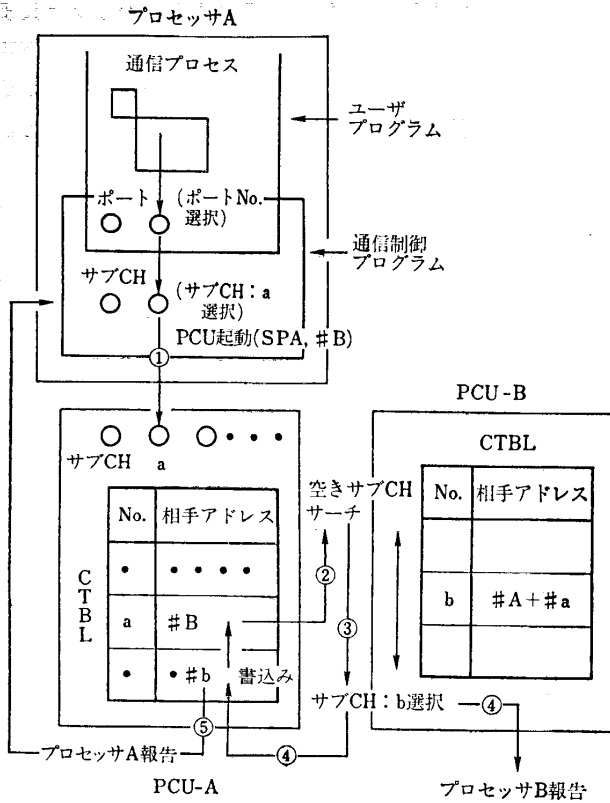 プロセッサA
通信プロセス
ユーザ
プログラム
ポート (ポートNo.
選択)
通信制御
プログラム
サブCH (サブCH：a
選択)
PCU起動(SPA, ♯B)
①
サブCH a
CTBL
No. 相手アドレス
• • • • •
a ♯B
• • ♯b 書込み
空きサブCH
サーチ
②
③
④
⑤
プロセッサA報告
PCU-A
PCU-B
CTBL
No. 相手アドレス
b ♯A+♯a
サブCH：b選択
④
プロセッサB報告